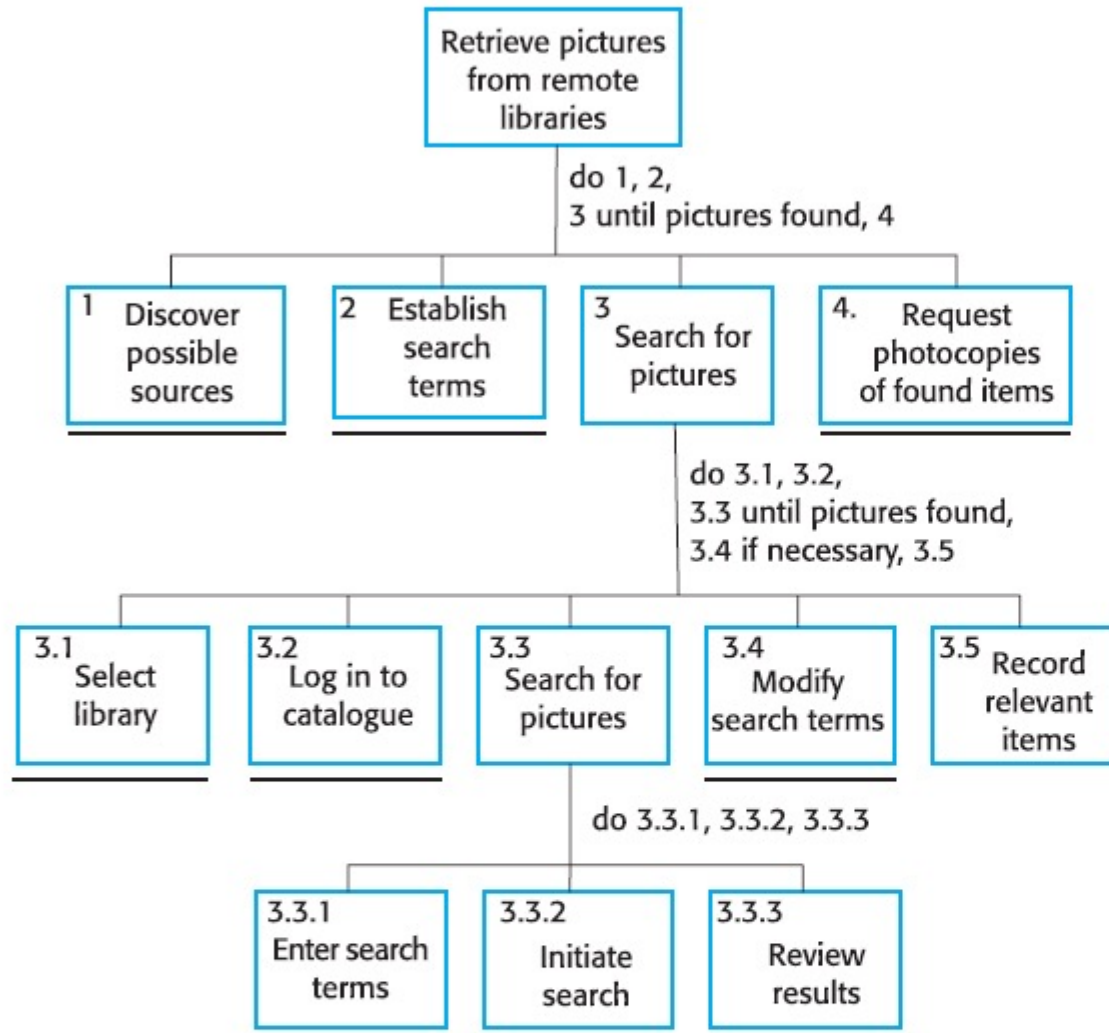 Retrieve pictures
from remote
libraries
do 1, 2,
3 until pictures found, 4
1 Discover
possible
sources
2 Establish
search
terms
3
Search for
pictures
4. Request
photocopies
of found items
do 3.1, 3.2,
3.3 until pictures found,
3.4 if necessary, 3.5
3.1
Select
library
3.2
Log in to
catalogue
3.3
Search for
pictures
3.4
Modify
search terms
3.5
Record
relevant
items
do 3.3.1, 3.3.2, 3.3.3
3.3.1
Enter search
terms
3.3.2
Initiate
search
3.3.3
Review
results